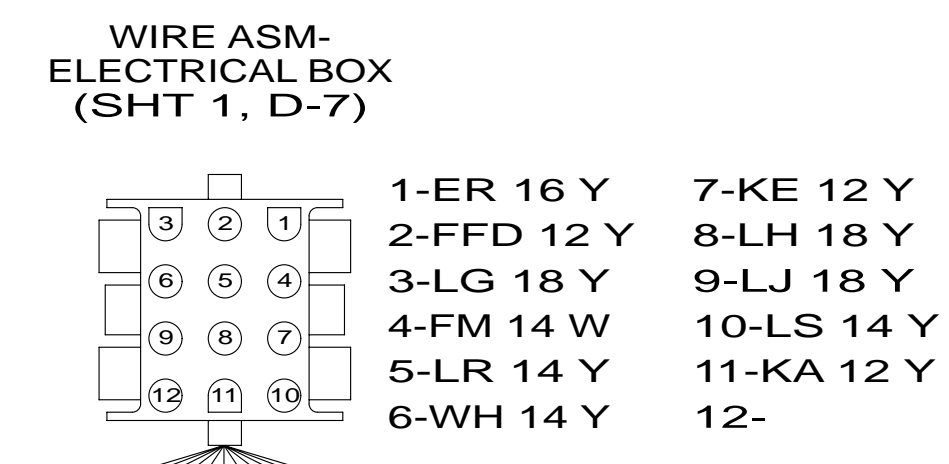 WIRE ASM-
ELECTRICAL BOX
(SHT 1, D-7)
3 2 1
6 5 4
9 8 7
12 11 10
1-ER 16 Y
2-FFD 12 Y
3-LG 18 Y
4-FM 14 W
5-LR 14 Y
6-WH 14 Y
7-KE 12 Y
8-LH 18 Y
9-LJ 18 Y
10-LS 14 Y
11-KA 12 Y
12-